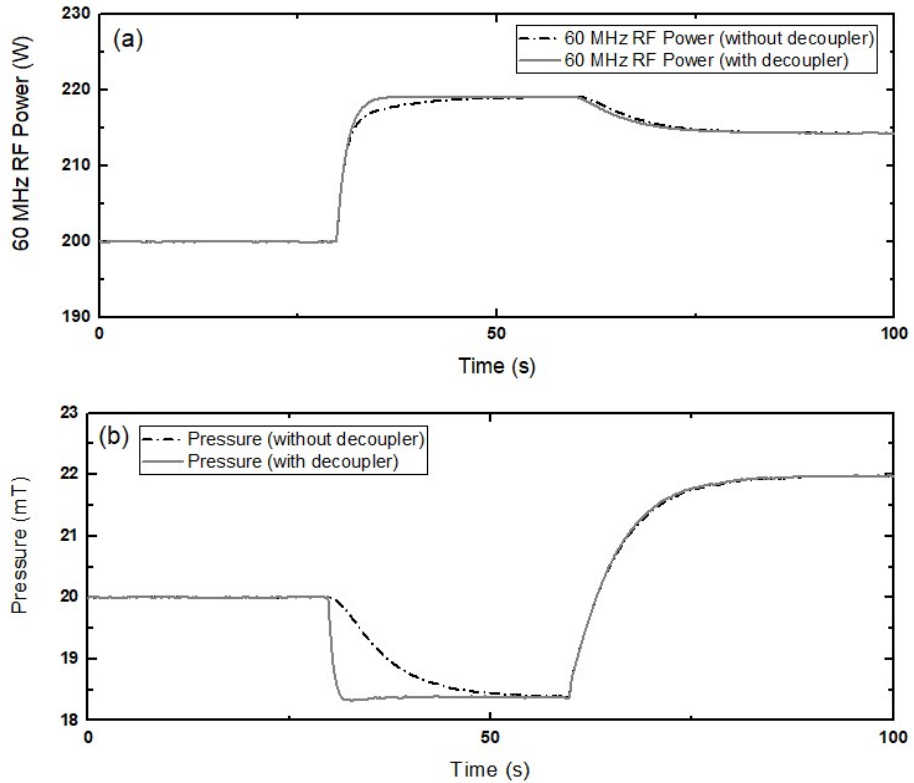 230
(a)
60 MHz RF Power (without decoupler)
60 MHz RF Power (with decoupler)
220
210
200
190
60 MHz RF Power (W)
0
50
100
Time (s)
23
(b)
Pressure (without decoupler)
Pressure (with decoupler)
22
21
20
19
18
Pressure (mT)
0
50
100
Time (s)